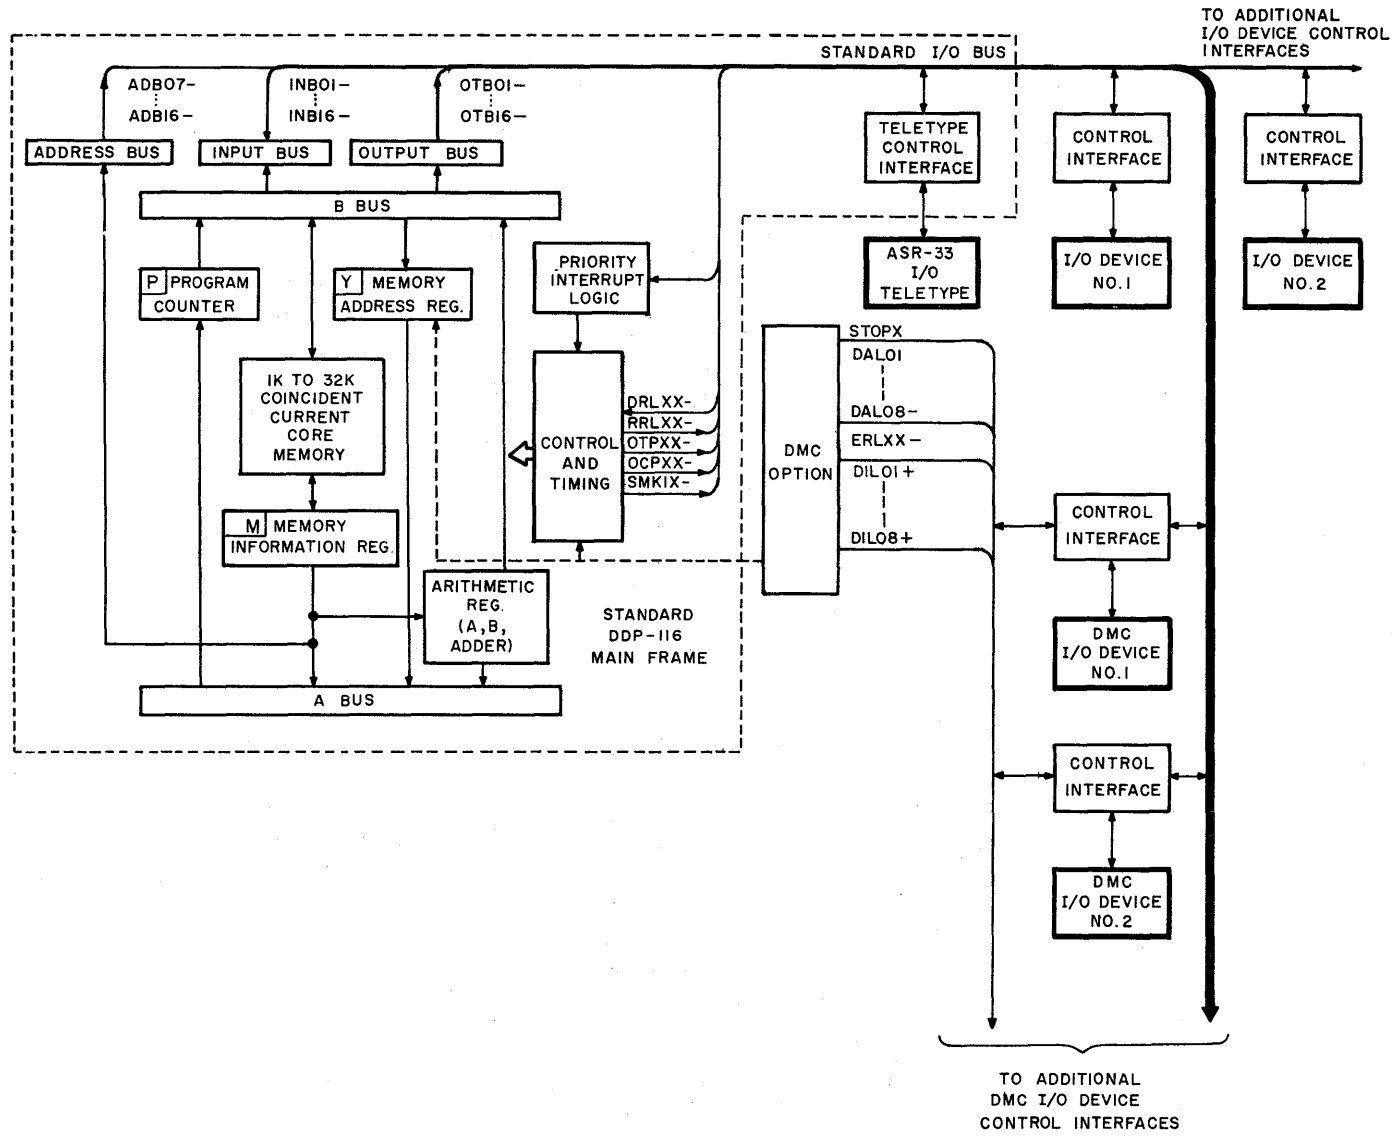 TO ADDITIONAL
I/O DEVICE CONTROL
INTERFACES
STANDARD I/O BUS
ADB07-
ADB16-
INB01-
INB16-
OTB01-
OTB16-
ADDRESS BUS
INPUT BUS
OUTPUT BUS
TELETYPE
CONTROL
INTERFACE
CONTROL
INTERFACE
CONTROL
INTERFACE
B BUS
P PROGRAM
COUNTER
Y MEMORY
ADDRESS REG.
PRIORITY
INTERRUPT
LOGIC
ASR-33
I/O
TELETYPE
I/O DEVICE
NO.1
I/O DEVICE
NO.2
1K TO 32K
COINCIDENT
CURRENT
CORE
MEMORY
CONTROL
AND
TIMING
DRLXX-
RRLXX-
OTPXX-
OCPXX-
SMK1X-
DMC
OPTION
STOPX
DAL01
DAL08-
ERLXX-
DIL01+
DIL08+
M MEMORY
INFORMATION REG.
CONTROL
INTERFACE
ARITHMETIC
REG.
(A,B,
ADDER)
STANDARD
DDP-116
MAIN FRAME
DMC
I/O DEVICE
NO.1
A BUS
CONTROL
INTERFACE
DMC
I/O DEVICE
NO.2
TO ADDITIONAL
DMC I/O DEVICE
CONTROL INTERFACES